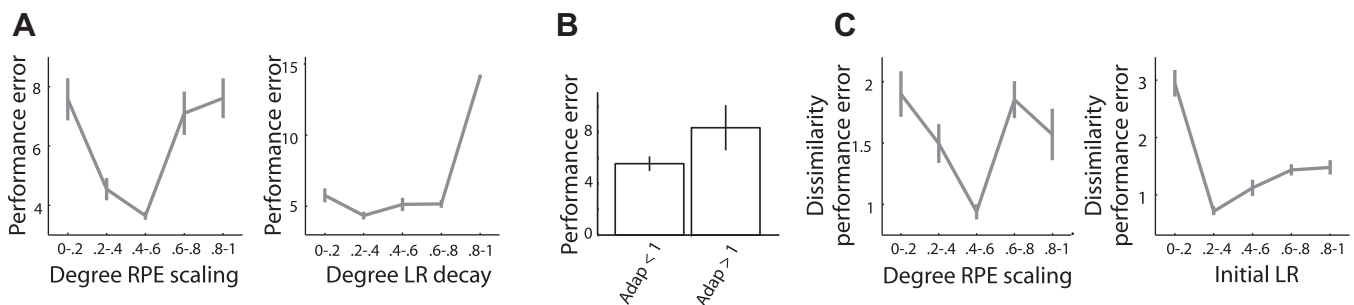 A
Performance error
8
6
4
0-.2 .2-.4 .4-.6 .6-.8 .8-1
Degree RPE scaling
Performance error
15
10
5
0-.2 .2-.4 .4-.6 .6-.8 .8-1
Degree LR decay
B
Performance error
8
4
0
Adap < 1
Adap > 1
C
Dissimilarity
performance error
2
1.5
1
0-.2 .2-.4 .4-.6 .6-.8 .8-1
Degree RPE scaling
Dissimilarity
performance error
3
2
1
0-.2 .2-.4 .4-.6 .6-.8 .8-1
Initial LR